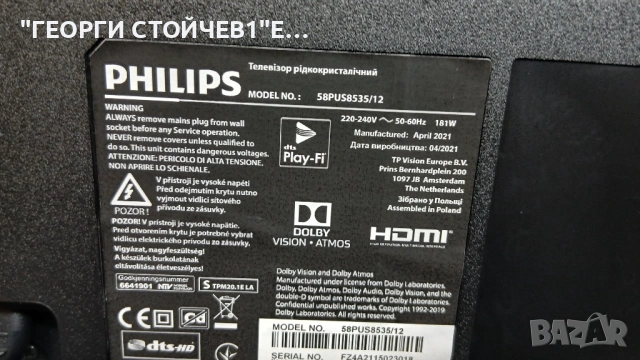 "ГЕОРГИ СТОЙЧЕВ1"Е...
Телевізор рідкокристалічний
PHILIPS
MODEL NO.: 58PUS8535/12
WARNING
ALWAYS remove mains plug from wall
socket before any Service operation.
NEVER remove covers unless qualified to
do so. This unit contains dangerous voltages.
ATTENZIONE: PERICOLO DI ALTA TENSIONE.
NON APRIRE LO SCHIENALE.
220-240V ~ 50-60Hz 181W
Manufactured: April 2021
Дата виробництва: 04/2021
dts
Play-Fi
TP Vision Europe B.V.
Prins Bernhardplein 200
1097 JB Amsterdam
The Netherlands
Зібрано у Польщі
Assembled in Poland
V přístroji je vysoké napětí
Před odejmutím krytu nutno
vyjmout vidlici síťového
přívodu ze zásuvky.
POZOR !
POZOR! V prístroji je vysoké napätie.
Pred otvorením krytu je potrebné vybrať
vidlicu elektrického prívodu zo zásuvky.
Vigyázat, nagyfeszültség!
A készülék burkolatának
eltávolítása életveszélyes!
DOLBY
VISION·ATMOS
HDMI
Godkjenningsnummer
6641901 NKV
S TPM20.1E LA
Dolby Vision and Dolby Atmos
Manufactured under license from Dolby Laboratories.
Dolby, Dolby Atmos, Dolby Audio, Dolby Vision, and the
double-D symbol are trademarks of Dolby
Laboratories. Confidential
unpublished works. Copyright 1992-2019
Dolby Laboratories. All rights
CE
dts-HD
MODEL NO. 58PUS8535/12
SERIAL NO. FZ4A2115023018
BAZAR